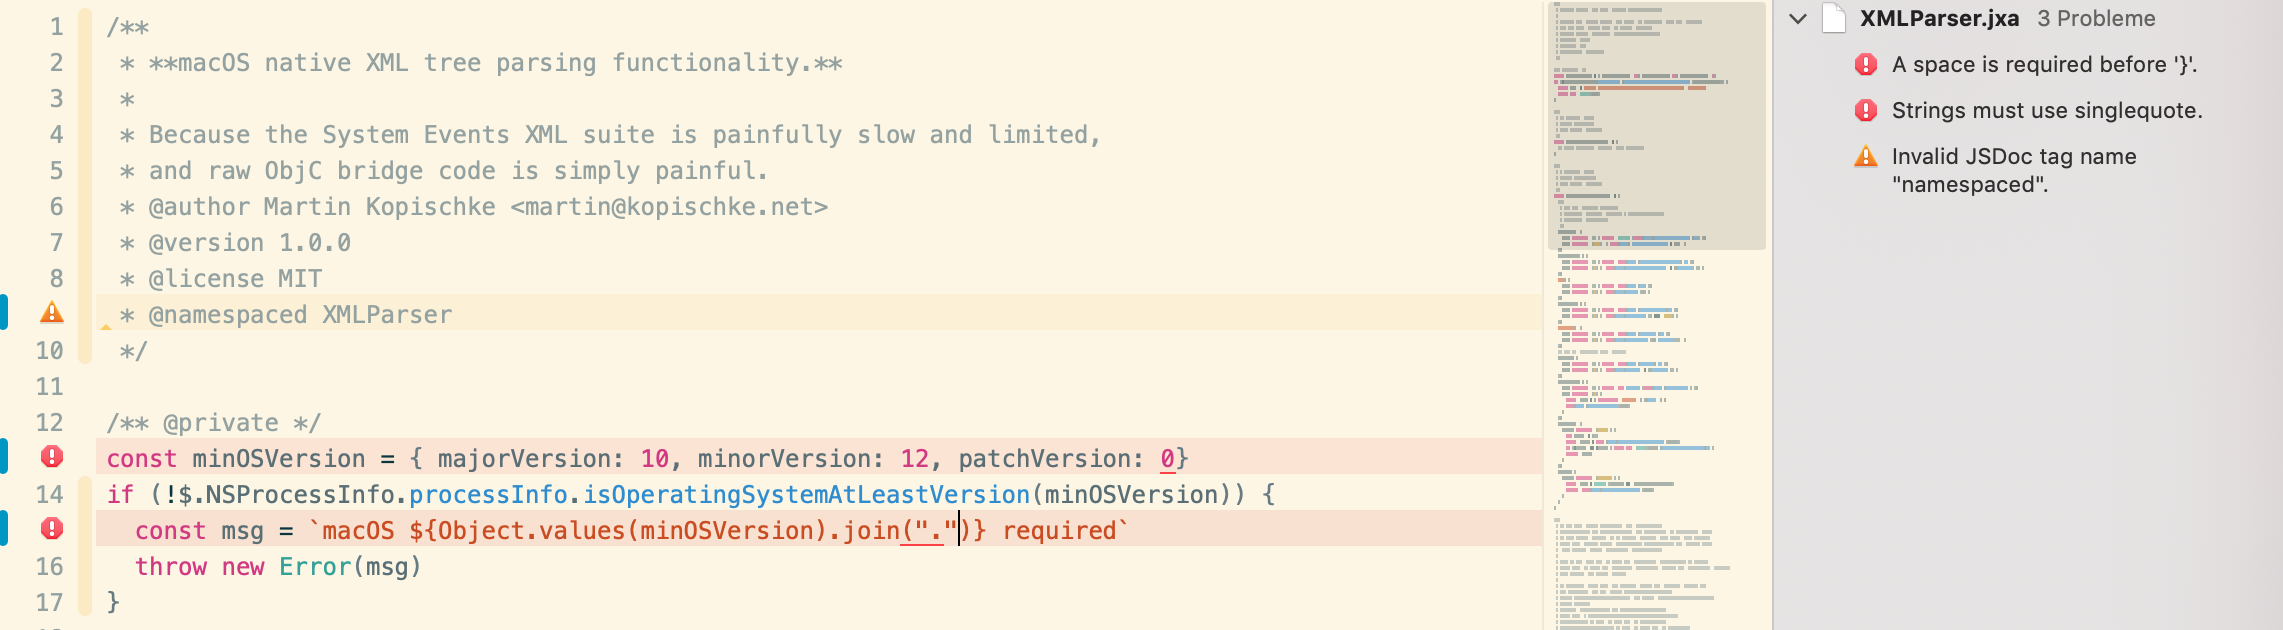 1 /**
2 * **macOS native XML tree parsing functionality.**
3 *
4 * Because the System Events XML suite is painfully slow and limited,
5 * and raw ObjC bridge code is simply painful.
6 * @author Martin Kopischke <martin@kopischke.net>
7 * @version 1.0.0
8 * @license MIT
* @namespaced XMLParser
10 */
11
12 /** @private */
const minOSVersion = { majorVersion: 10, minorVersion: 12, patchVersion: 0}
14 if (!$.NSProcessInfo.processInfo.isOperatingSystemAtLeastVersion(minOSVersion)) {
const msg = `macOS ${Object.values(minOSVersion).join(".")} required`
16 throw new Error(msg)
17 }
XMLParser.jxa 3 Probleme
A space is required before '}'.
Strings must use singlequote.
Invalid JSDoc tag name
"namespaced".